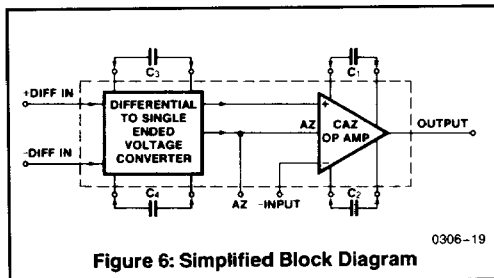 C3
C1
+DIFF IN
DIFFERENTIAL
TO SINGLE
ENDED
VOLTAGE
CONVERTER
+
AZ
CAZ
OP AMP
OUTPUT
-DIFF IN
−
C4
AZ
-INPUT
C2
0306-19
Figure 6: Simplified Block Diagram